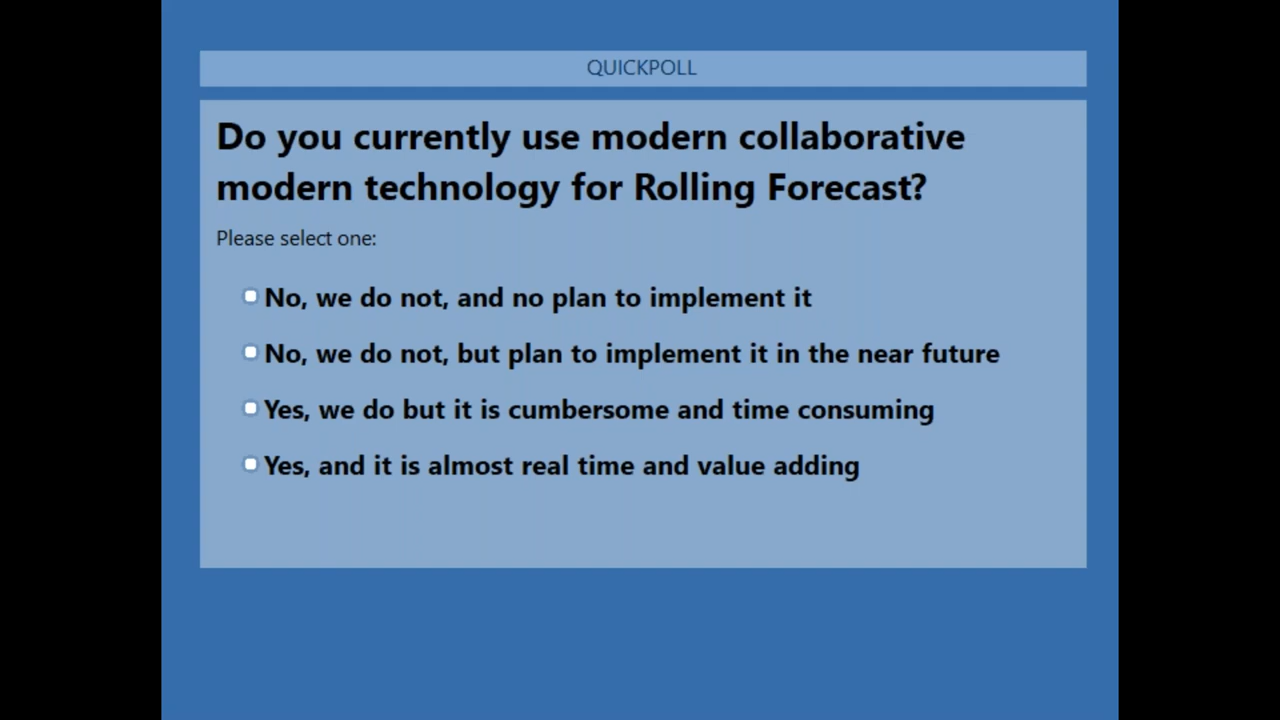 QUICKPOLL
Do you currently use modern collaborative
modern technology for Rolling Forecast?
Please select one:
No, we do not, and no plan to implement it
No, we do not, but plan to implement it in the near future
Yes, we do but it is cumbersome and time consuming
Yes, and it is almost real time and value adding